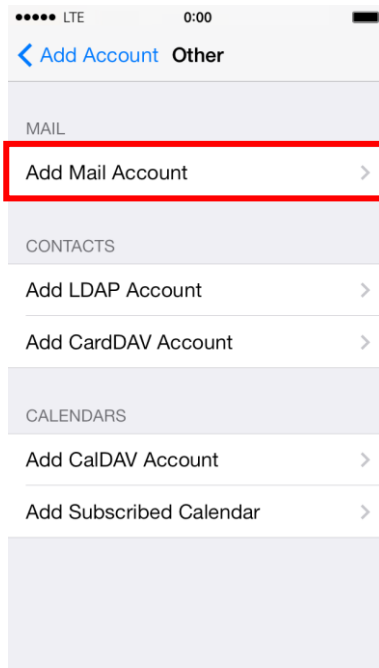 LTE 0:00
Add Account Other
MAIL
Add Mail Account
CONTACTS
Add LDAP Account
Add CardDAV Account
CALENDARS
Add CalDAV Account
Add Subscribed Calendar